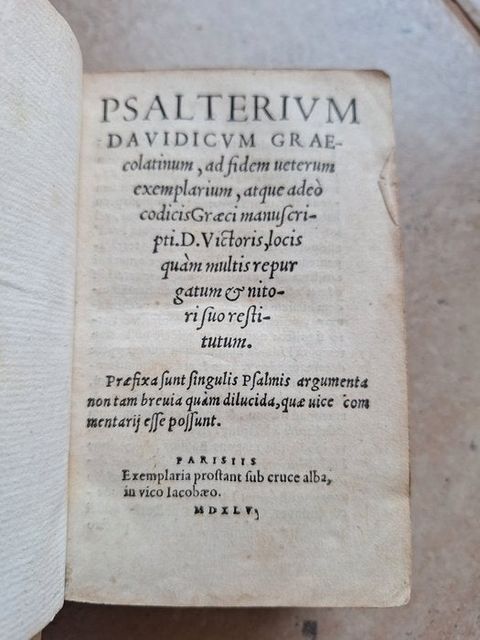 PSALTERIVM
DAVIDICVM GRAE-
colatinum, ad fidem ueterum
exemplarium, atque adeò
codicis Græci manuscri-
pti. D. Victoris, locis
quàm multis repur
gatum & nito-
ri suo resti-
tutum.
Præfixa sunt singulis Psalmis argumenta
non tam breuia quàm dilucida, quæ uice com
mentarij esse possunt.
PARISIIS
Exemplaria prostant sub cruce alba,
in vico Iacobæo.
MDXLV,